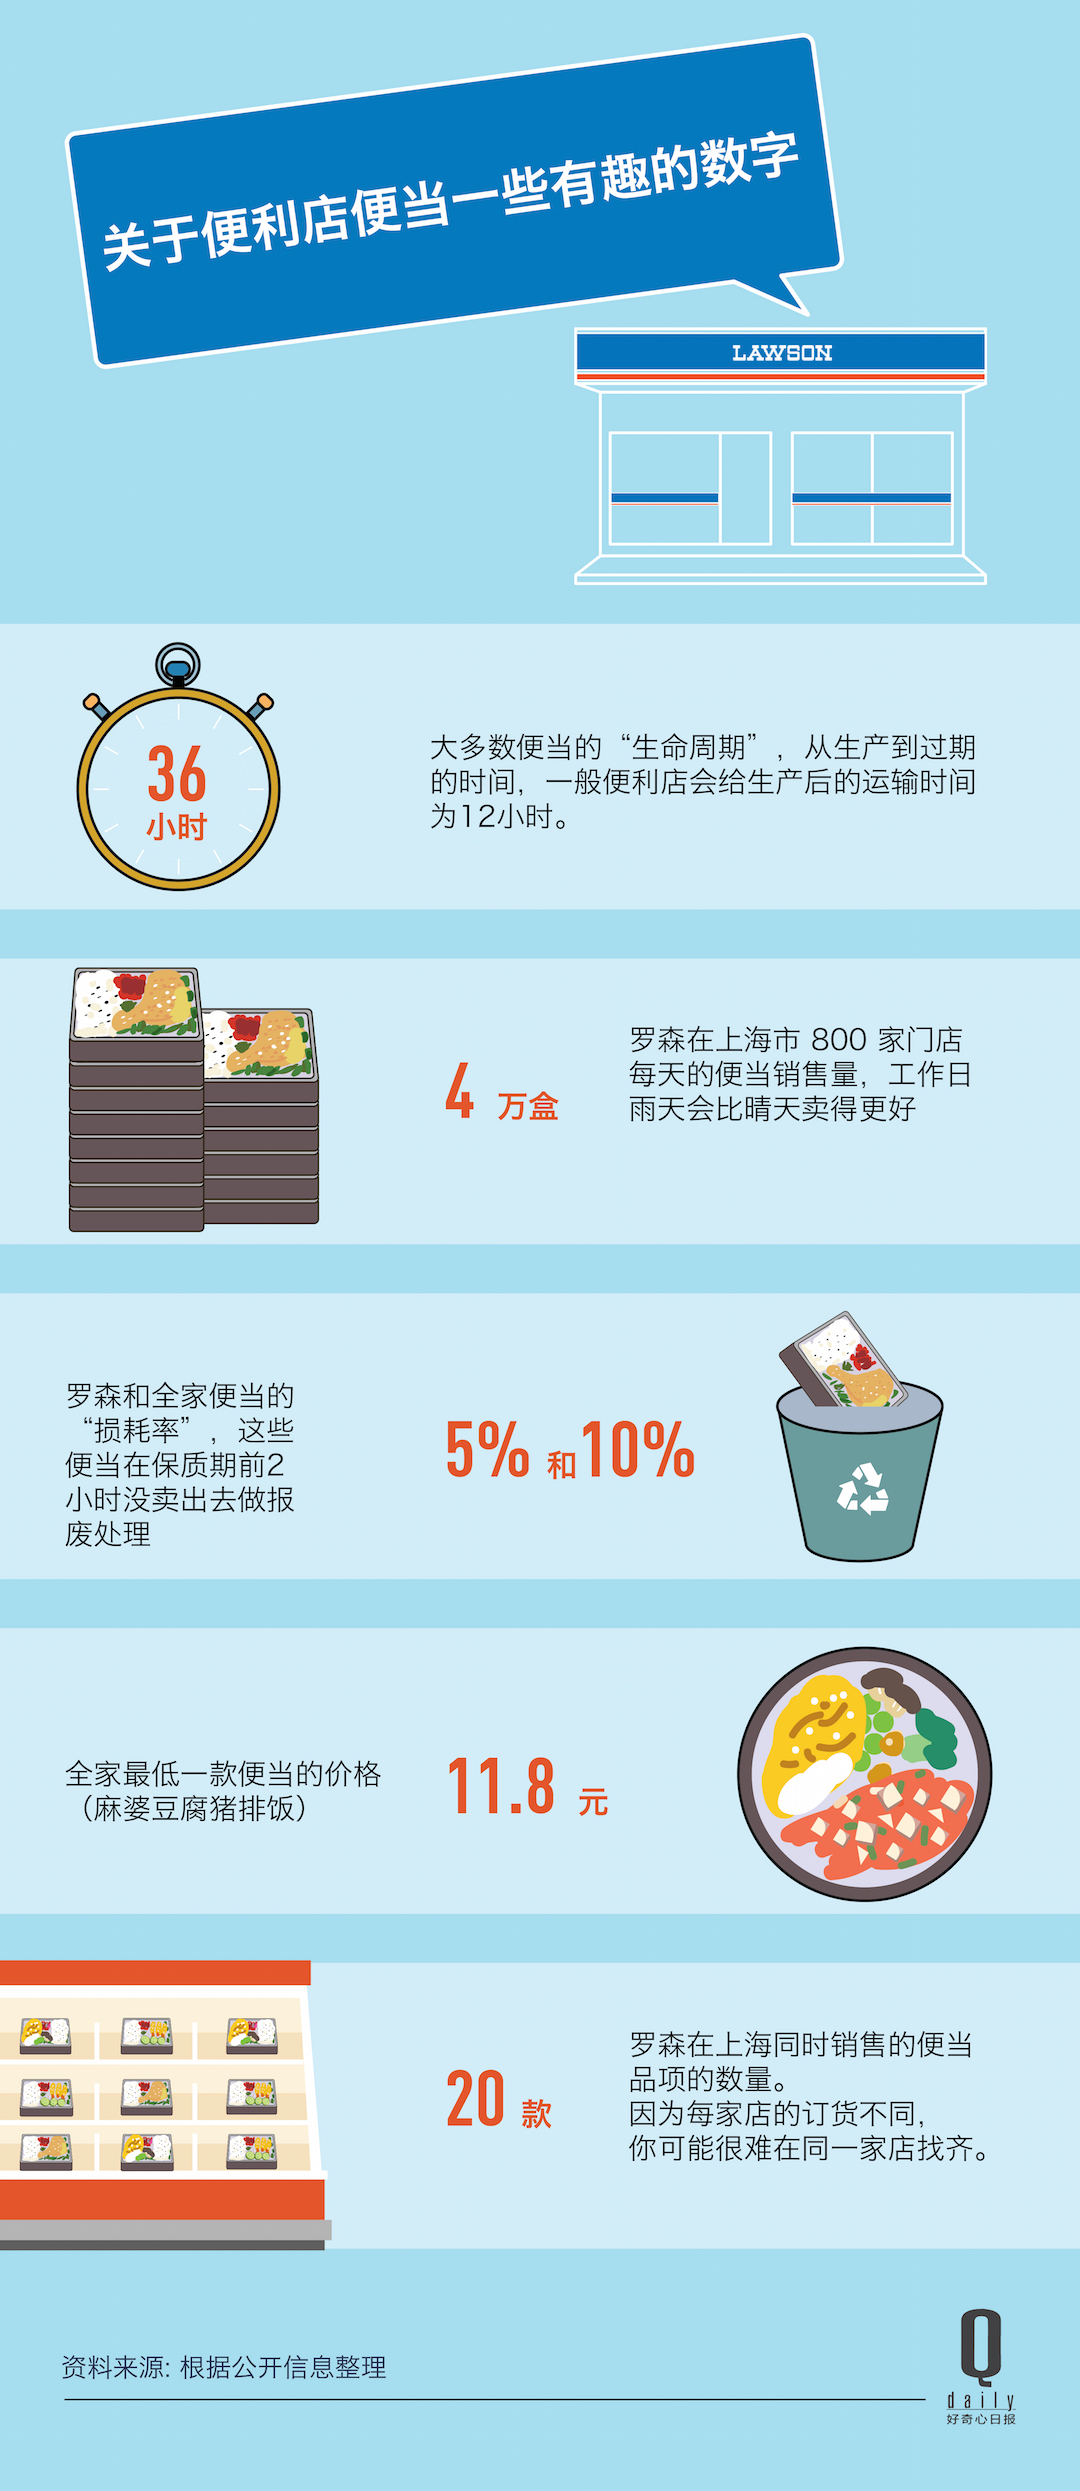 关于便利店便当一些有趣的数字
LAWSON
36
小时
大多数便当的“生命周期”，从生产到过期
的时间，一般便利店会给生产后的运输时间
为12小时。
4 万盒
罗森在上海市 800 家门店
每天的便当销售量，工作日
雨天会比晴天卖得更好
罗森和全家便当的
“损耗率”，这些
便当在保质期前2
小时没卖出去做报
废处理
5% 和10%
全家最低一款便当的价格
（麻婆豆腐猪排饭）
11.8 元
20 款
罗森在上海同时销售的便当
品项的数量。
因为每家店的订货不同，
你可能很难在同一家店找齐。
资料来源: 根据公开信息整理
Q
daily
好奇心日报